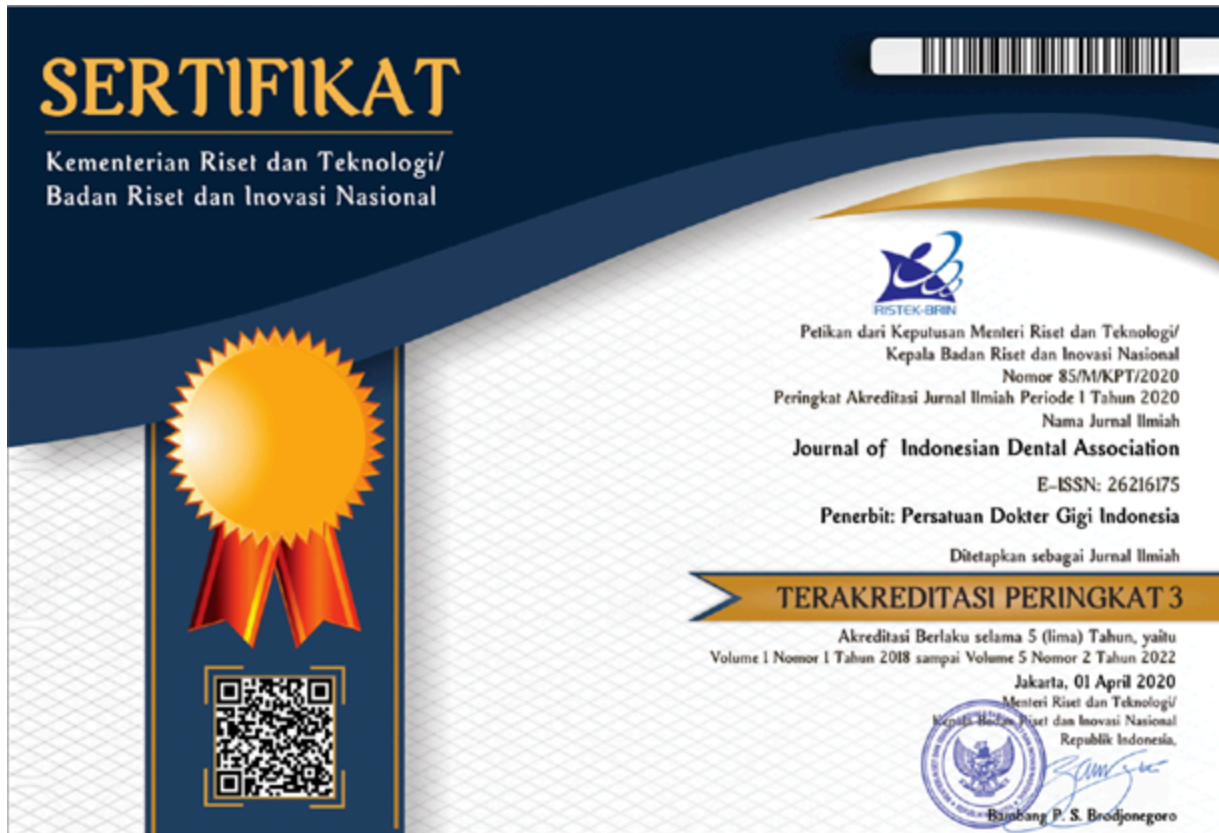 SERTIFIKAT
Kementerian Riset dan Teknologi/
Badan Riset dan Inovasi Nasional
RISTEK-BRIN
Petikan dari Keputusan Menteri Riset dan Teknologi/
Kepala Badan Riset dan Inovasi Nasional
Nomor 85/M/KPT/2020
Peringkat Akreditasi Jurnal Ilmiah Periode I Tahun 2020
Nama Jurnal Ilmiah
Journal of Indonesian Dental Association
E-ISSN: 26216175
Penerbit: Persatuan Dokter Gigi Indonesia
Ditetapkan sebagai Jurnal Ilmiah
TERAKREDITASI PERINGKAT 3
Akreditasi Berlaku selama 5 (lima) Tahun, yaitu
Volume 1 Nomor 1 Tahun 2018 sampai Volume 5 Nomor 2 Tahun 2022
Jakarta, 01 April 2020
Menteri Riset dan Teknologi/
Kepala Badan Riset dan Inovasi Nasional
Republik Indonesia,
Bambang P. S. Brodjonegoro